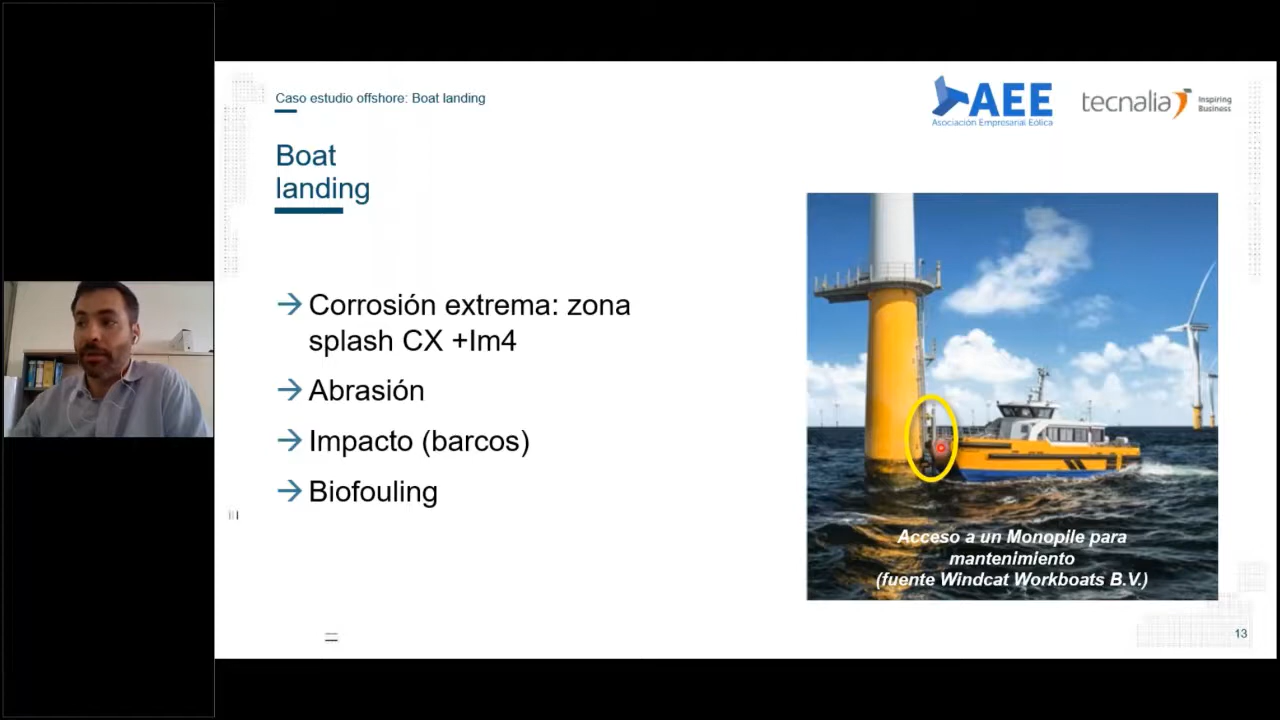 Caso estudio offshore: Boat landing
AEE
Asociación Empresarial Eólica
tecnalia
Inspiring
Business
Boat
landing
→ Corrosión extrema: zona
splash CX +Im4
→ Abrasión
→ Impacto (barcos)
→ Biofouling
Acceso a un Monopile para
mantenimiento
(fuente Windcat Workboats B.V.)
13